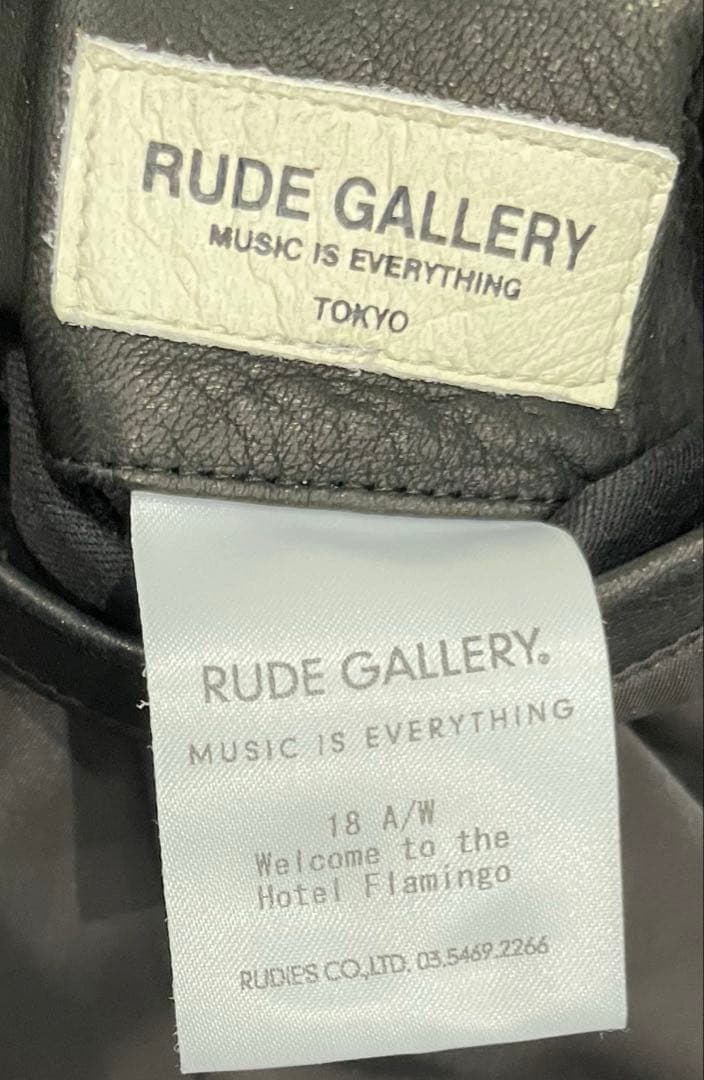 RUDE GALLERY
MUSIC IS EVERYTHING
TOKYO
RUDE GALLERY.
MUSIC IS EVERYTHING
18 A/W
Welcome to the
Hotel Flamingo
RUDIES CO.,LTD. 03.5469.2266